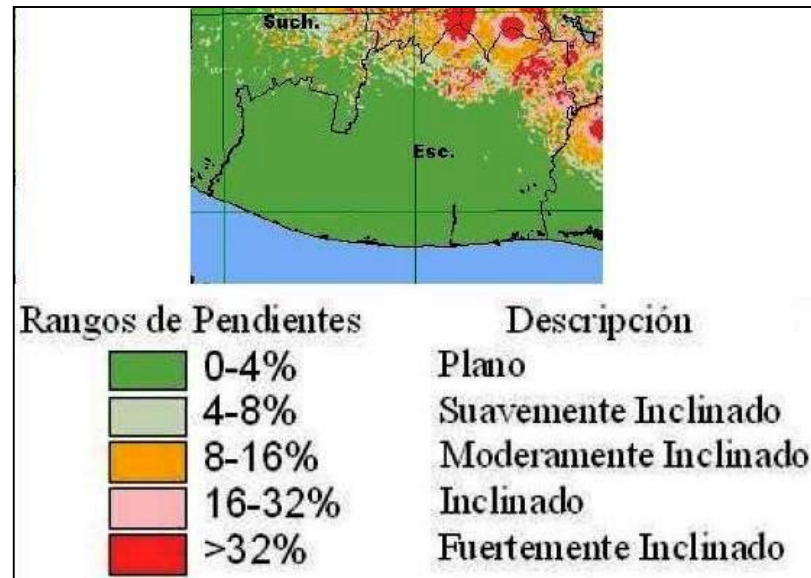 Such.
Esc.
Rangos de Pendientes Descripción
0-4% Plano
4-8% Suavemente Inclinado
8-16% Moderamente Inclinado
16-32% Inclinado
>32% Fuertemente Inclinado